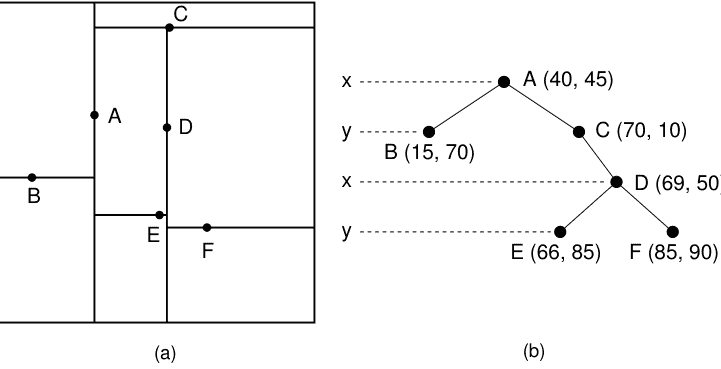 C
A
D
B
E
F
(a)
x
A (40, 45)
y
C (70, 10)
B (15, 70)
x
D (69, 50)
y
E (66, 85)
F (85, 90)
(b)